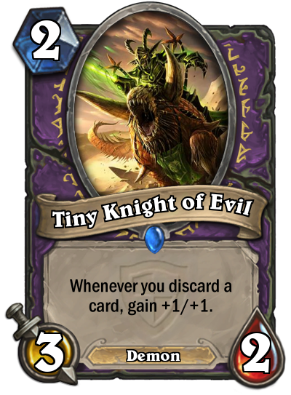 2
Tiny Knight of Evil
Whenever you discard a
card, gain +1/+1.
3
Demon
2